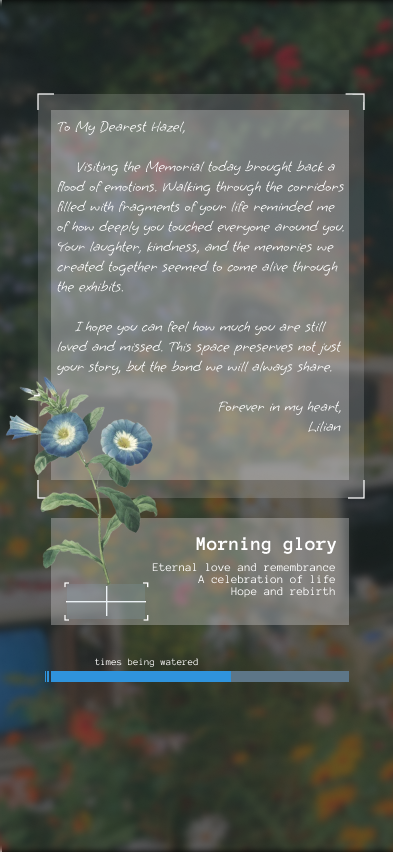 To My Dearest Hazel,
Visiting the Memorial today brought back a
flood of emotions. Walking through the corridors
filled with fragments of your life reminded me
of how deeply you touched everyone around you.
Your laughter, kindness, and the memories we
created together seemed to come alive through
the exhibits.
I hope you can feel how much you are still
loved and missed. This space preserves not just
your story, but the bond we will always share.
Forever in my heart,
Lilian
Morning glory
Eternal love and remembrance
A celebration of life
Hope and rebirth
times being watered